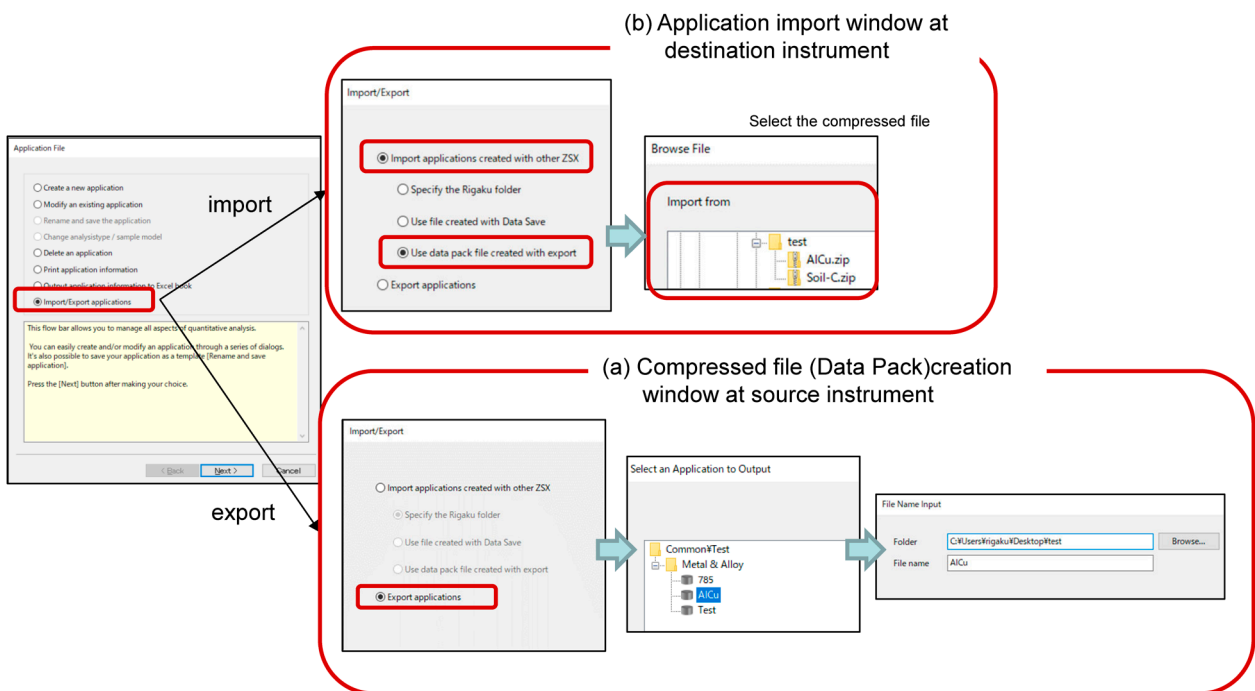 (b) Application import window at
destination instrument
Import/Export
Import applications created with other ZSX
Specify the Rigaku folder
Use file created with Data Save
Use data pack file created with export
Export applications
Select the compressed file
Browse File
Import from
test
AlCu.zip
Soil-C.zip
Application File
Create a new application
Modify an existing application
Rename and save the application
Change analysistype / sample model
Delete an application
Print application information
Output application information to Excel book
Import/Export applications
This flow bar allows you to manage all aspects of quantitative analysis.
You can easily create and/or modify an application through a series of dialogs.
It's also possible to save your application as a template [Rename and save
application].
Press the [Next] button after making your choice.
< Back
Next >
Cancel
import
export
(a) Compressed file (Data Pack)creation
window at source instrument
Import/Export
Import applications created with other ZSX
Specify the Rigaku folder
Use file created with Data Save
Use data pack file created with export
Export applications
Select an Application to Output
Common¥Test
Metal & Alloy
785
AlCu
Test
File Name Input
Folder
C:¥Users¥rigaku¥Desktop¥test
Browse...
File name
AlCu